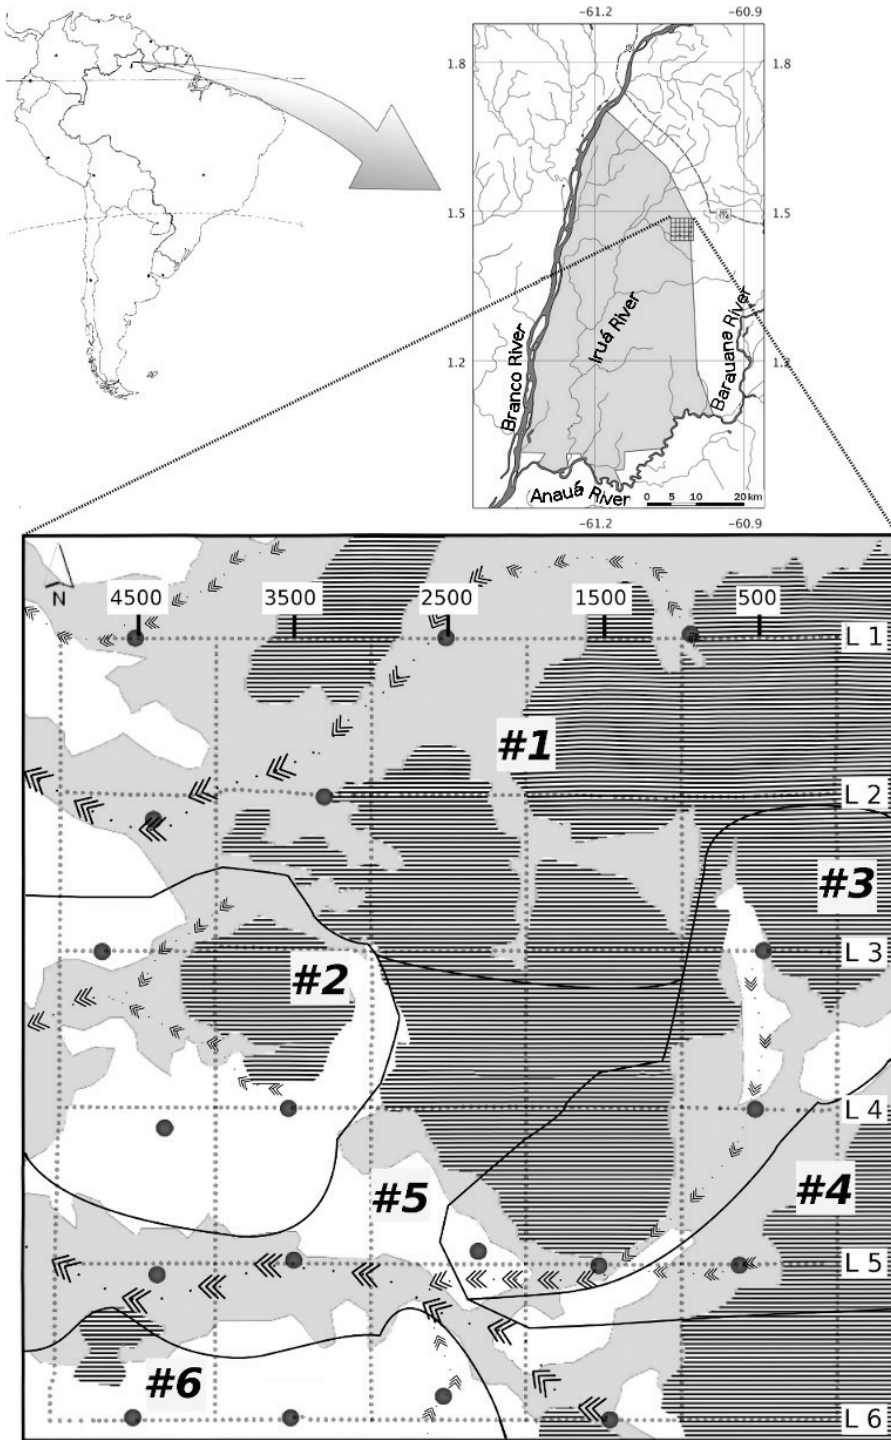 -61.2 -60.9
1.8 1.8
1.5 1.5
1.2 1.2
Branco River
Iruá River
Barauana River
Anauá River
0 5 10 20 km
-61.2 -60.9
N
4500 3500 2500 1500 500
L 1
#1
L 2
#3
L 3
#2
L 4
#4
#5
L 5
#6
L 6